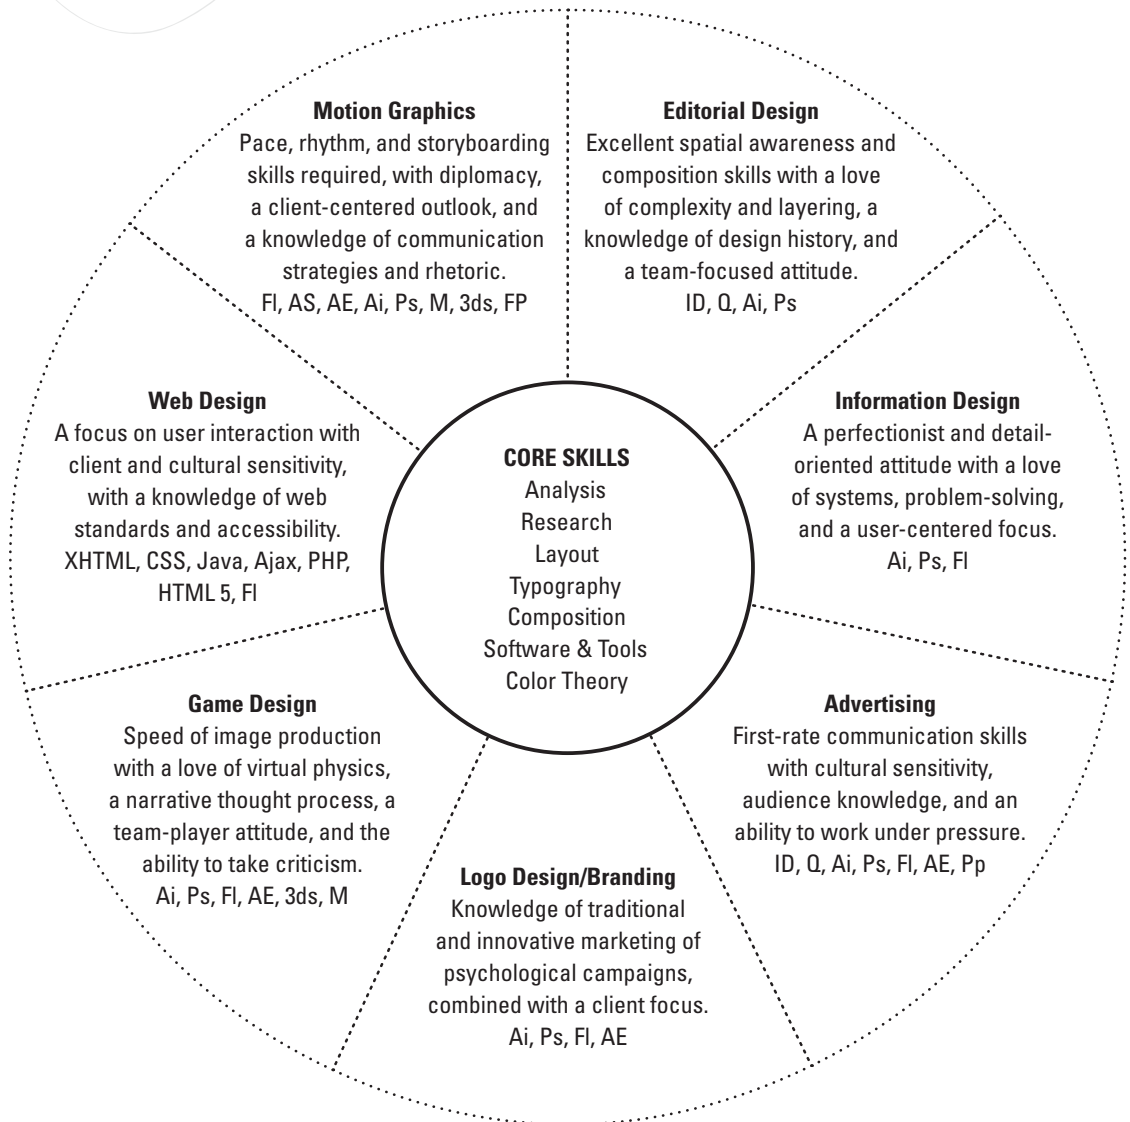 Motion Graphics
Pace, rhythm, and storyboarding
skills required, with diplomacy,
a client-centered outlook, and
a knowledge of communication
strategies and rhetoric.
Fl, AS, AE, Ai, Ps, M, 3ds, FP
Editorial Design
Excellent spatial awareness and
composition skills with a love
of complexity and layering, a
knowledge of design history, and
a team-focused attitude.
ID, Q, Ai, Ps
Web Design
A focus on user interaction with
client and cultural sensitivity,
with a knowledge of web
standards and accessibility.
XHTML, CSS, Java, Ajax, PHP,
HTML 5, Fl
CORE SKILLS
Analysis
Research
Layout
Typography
Composition
Software & Tools
Color Theory
Information Design
A perfectionist and detail-
oriented attitude with a love
of systems, problem-solving,
and a user-centered focus.
Ai, Ps, Fl
Game Design
Speed of image production
with a love of virtual physics,
a narrative thought process, a
team-player attitude, and the
ability to take criticism.
Ai, Ps, Fl, AE, 3ds, M
Logo Design/Branding
Knowledge of traditional
and innovative marketing of
psychological campaigns,
combined with a client focus.
Ai, Ps, Fl, AE
Advertising
First-rate communication skills
with cultural sensitivity,
audience knowledge, and an
ability to work under pressure.
ID, Q, Ai, Ps, Fl, AE, Pp